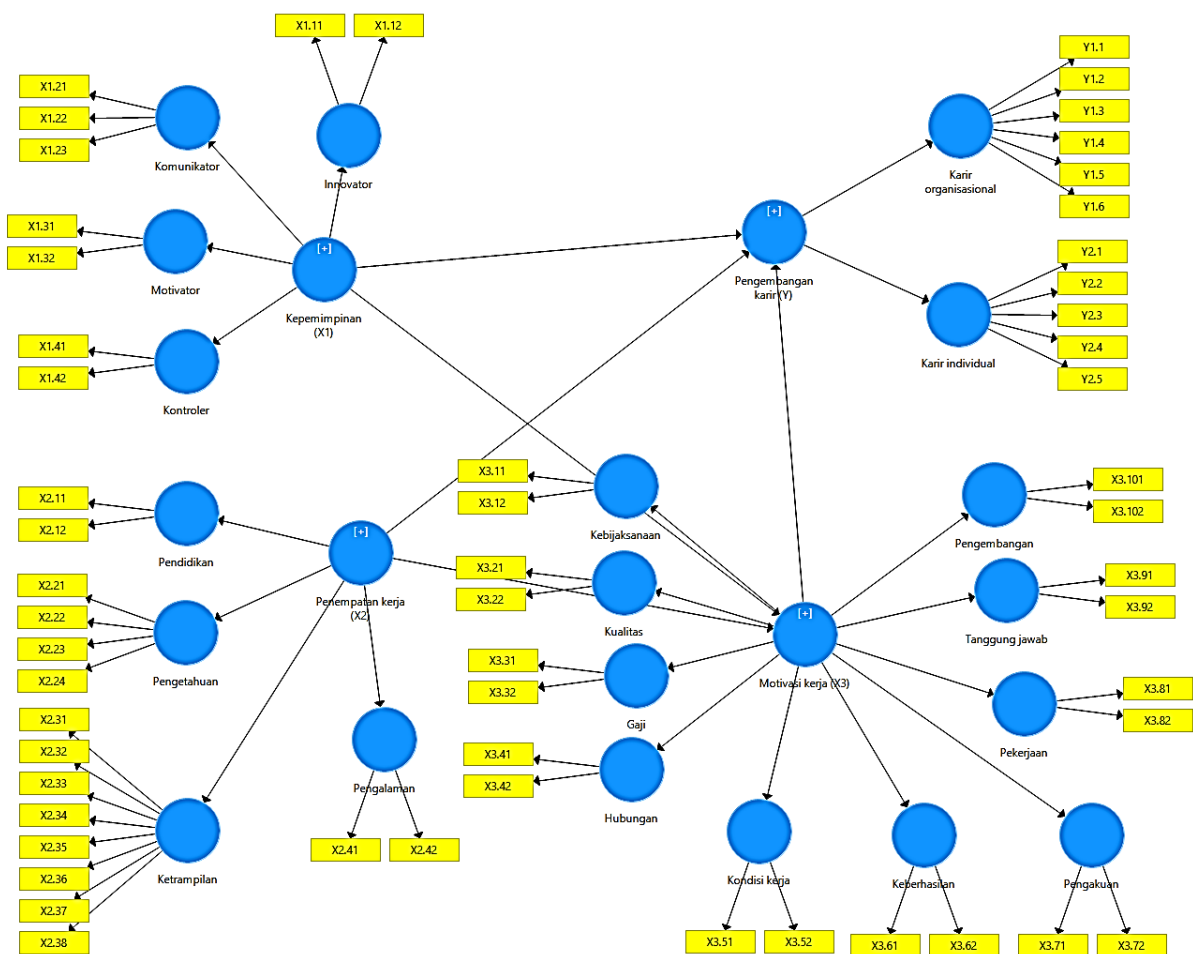 X1.11
X1.12
X1.21
X1.22
X1.23
Komunikator
Innovator
X1.31
X1.32
Motivator
[+]
Kepemimpinan
(X1)
X1.41
X1.42
Kontroler
Y1.1
Y1.2
Y1.3
Y1.4
Y1.5
Y1.6
Karir
organisasional
[+]
Pengembangan
karir (Y)
Y2.1
Y2.2
Y2.3
Y2.4
Y2.5
Karir individual
X2.11
X2.12
Pendidikan
[+]
Penempatan kerja
(X2)
X2.21
X2.22
X2.23
X2.24
Pengetahuan
X2.31
X2.32
X2.33
X2.34
X2.35
X2.36
X2.37
X2.38
Ketrampilan
Pengalaman
X2.41
X2.42
X3.11
X3.12
Kebijaksanaan
X3.21
X3.22
Kualitas
X3.31
X3.32
Gaji
X3.41
X3.42
Hubungan
[+]
Motivasi kerja (X3)
Pengembangan
X3.101
X3.102
Tanggung jawab
X3.91
X3.92
Pekerjaan
X3.81
X3.82
Kondisi kerja
Keberhasilan
Pengakuan
X3.51
X3.52
X3.61
X3.62
X3.71
X3.72